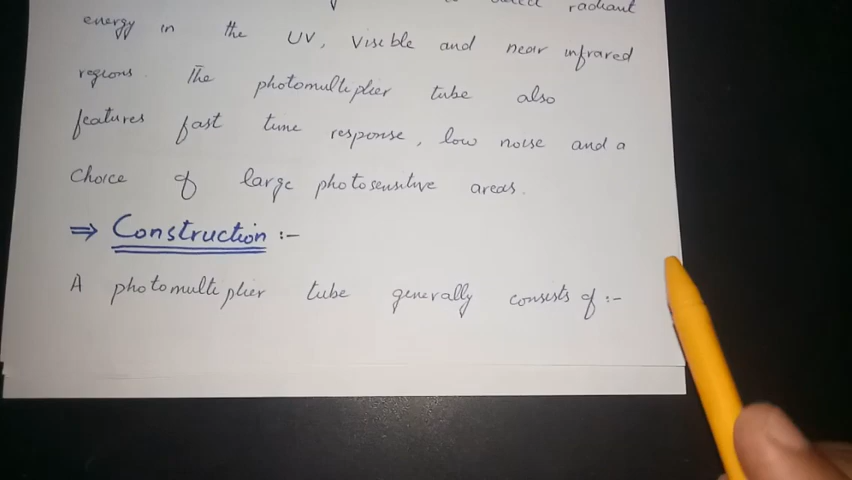 radiant
energy in the UV, Visible and near infrared
regions. The photomultiplier tube also
features fast time response, low noise and a
Choice of large photosensitive areas.
⇒ Construction :-
A photomultiplier tube generally consists of :-